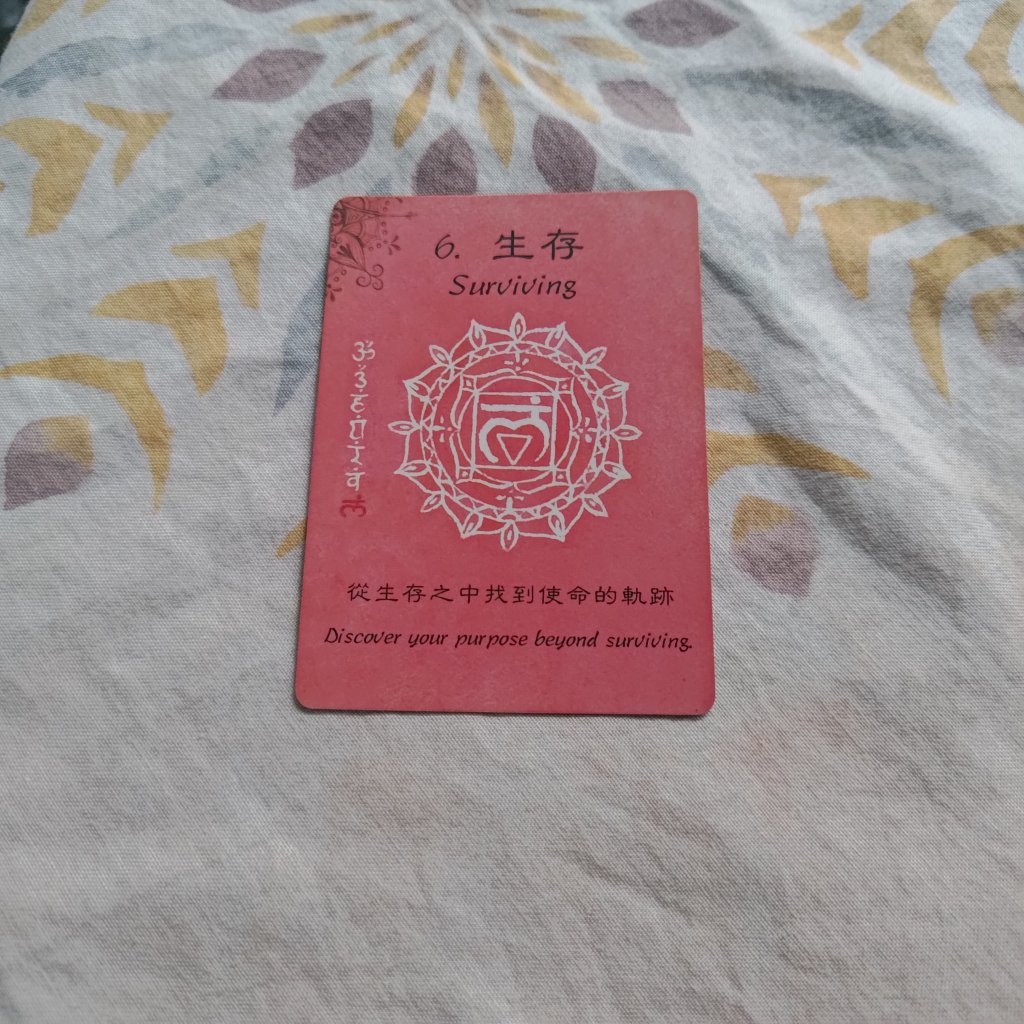 6. 生存
Surviving
從生存之中找到使命的軌跡
Discover your purpose beyond surviving.